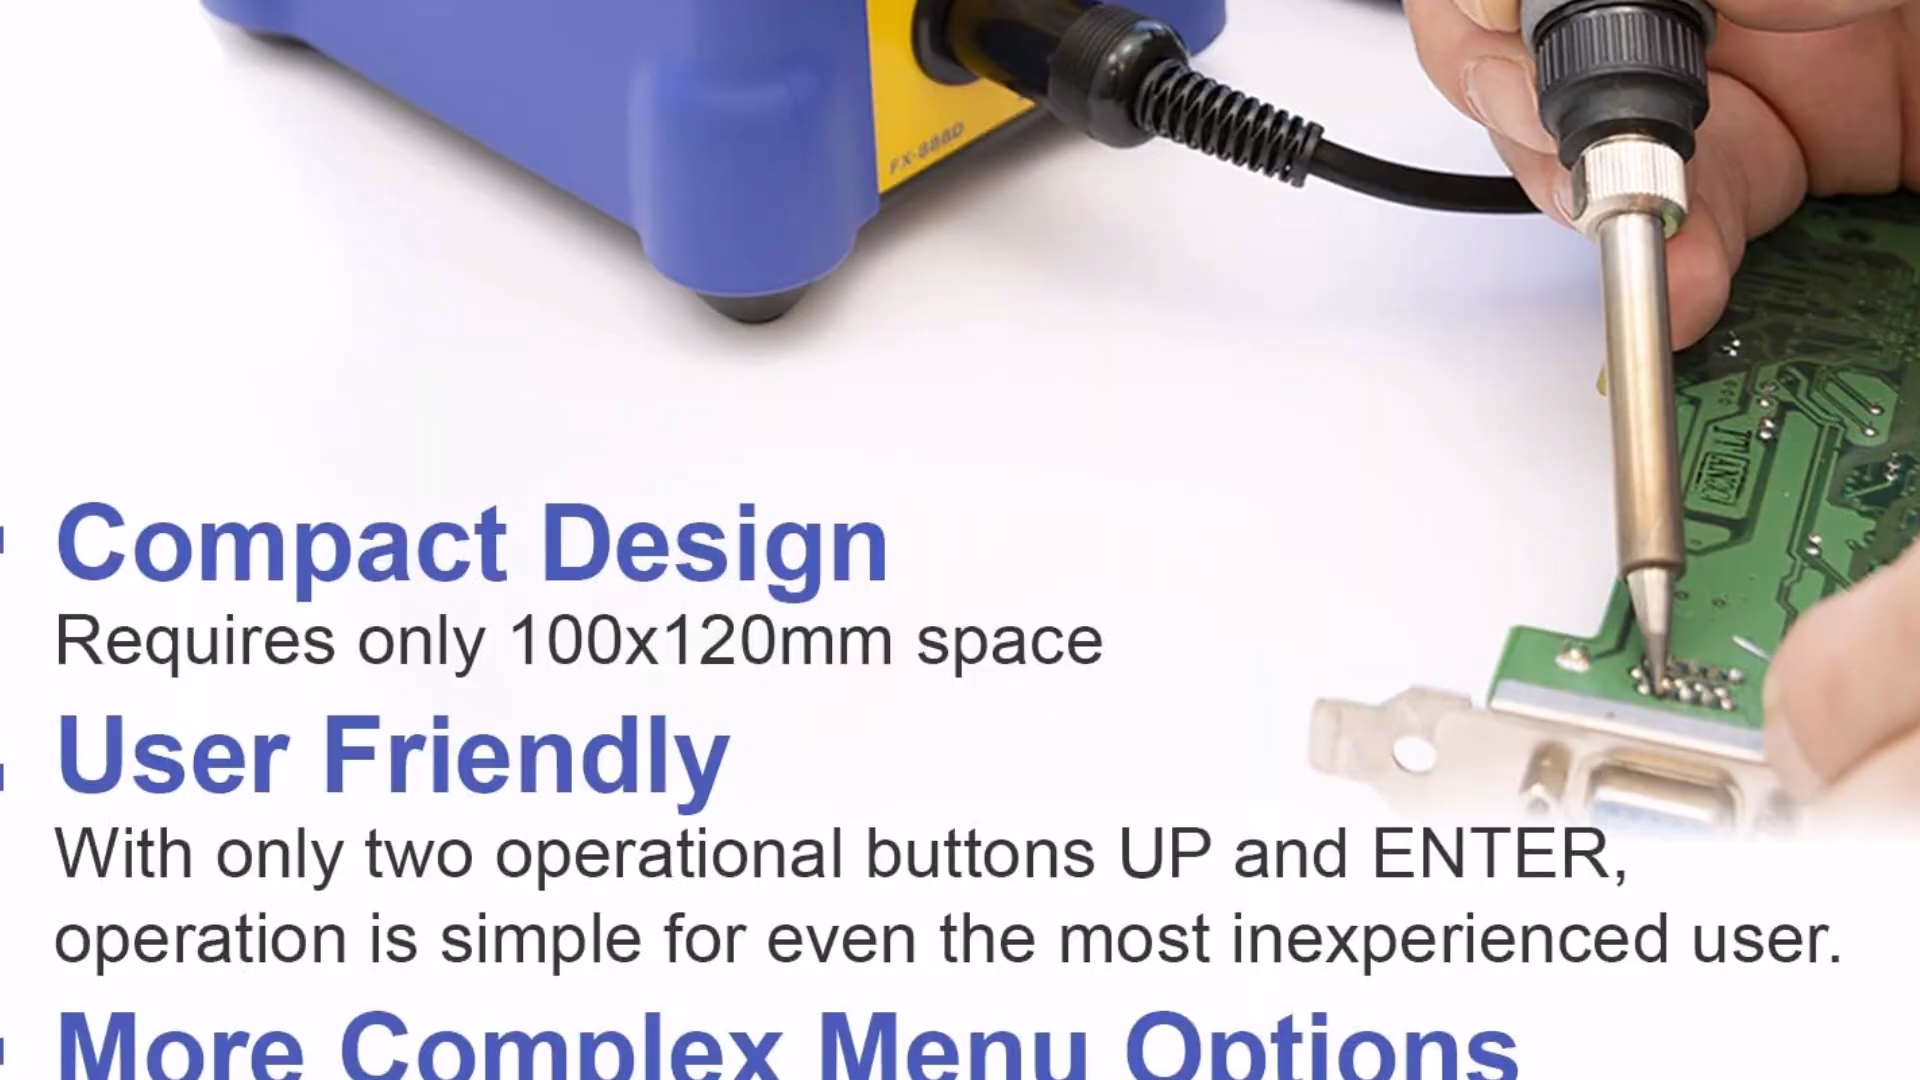 FX-888D
Compact Design
Requires only 100x120mm space
User Friendly
With only two operational buttons UP and ENTER,
operation is simple for even the most inexperienced user.
More Complex Menu Options